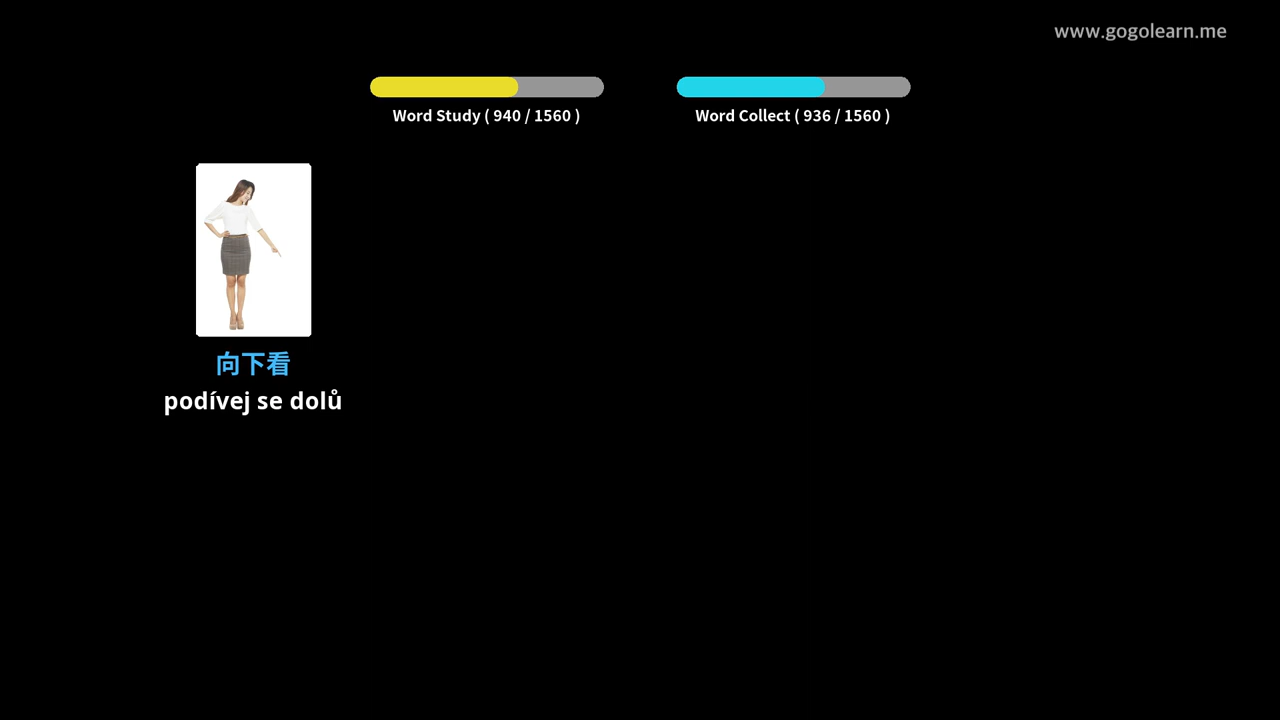 www.gogolearn.me
Word Study ( 940 / 1560 )
Word Collect ( 936 / 1560 )
向下看
podívej se dolů